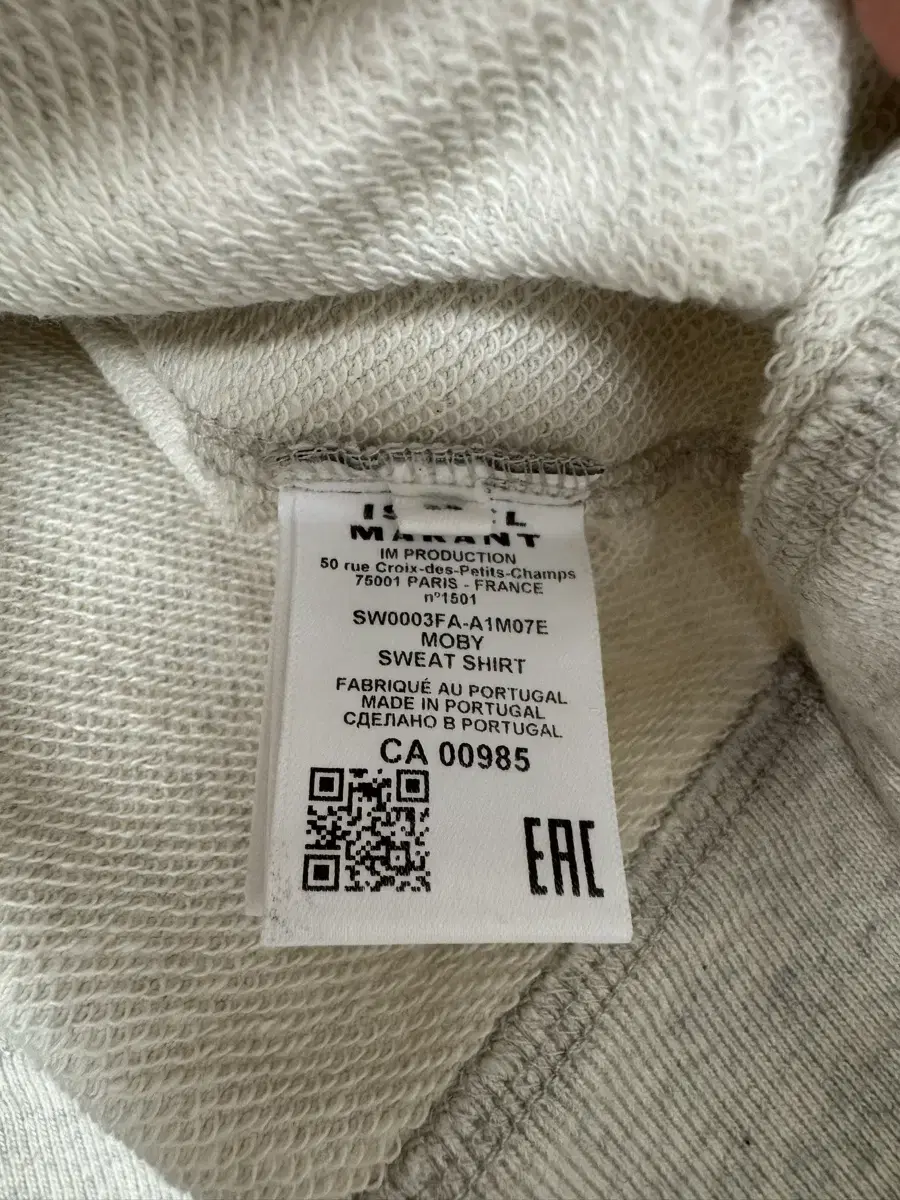 MARANT
IM PRODUCTION
50 rue Croix-des-Petits-Champs
75001 PARIS - FRANCE
n°1501
SW0003FA-A1M07E
MOBY
SWEAT SHIRT
FABRIQUÉ AU PORTUGAL
MADE IN PORTUGAL
СДЕЛАНО В PORTUGAL
CA 00985
EAC